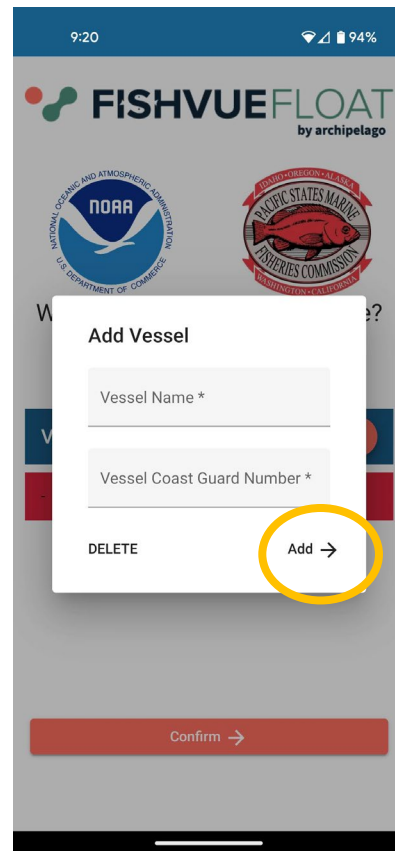 9:20
94%
FISHVUEFLOAT
by archipelago
NATIONAL OCEANIC AND ATMOSPHERIC ADMINISTRATION
NOAA
U.S. DEPARTMENT OF COMMERCE
IDAHO•OREGON•ALASKA
PACIFIC STATES MARINE
FISHERIES COMMISSION
WASHINGTON•CALIFORNIA
W
e?
Add Vessel
Vessel Name *
V
Vessel Coast Guard Number *
-
DELETE
Add →
Confirm →